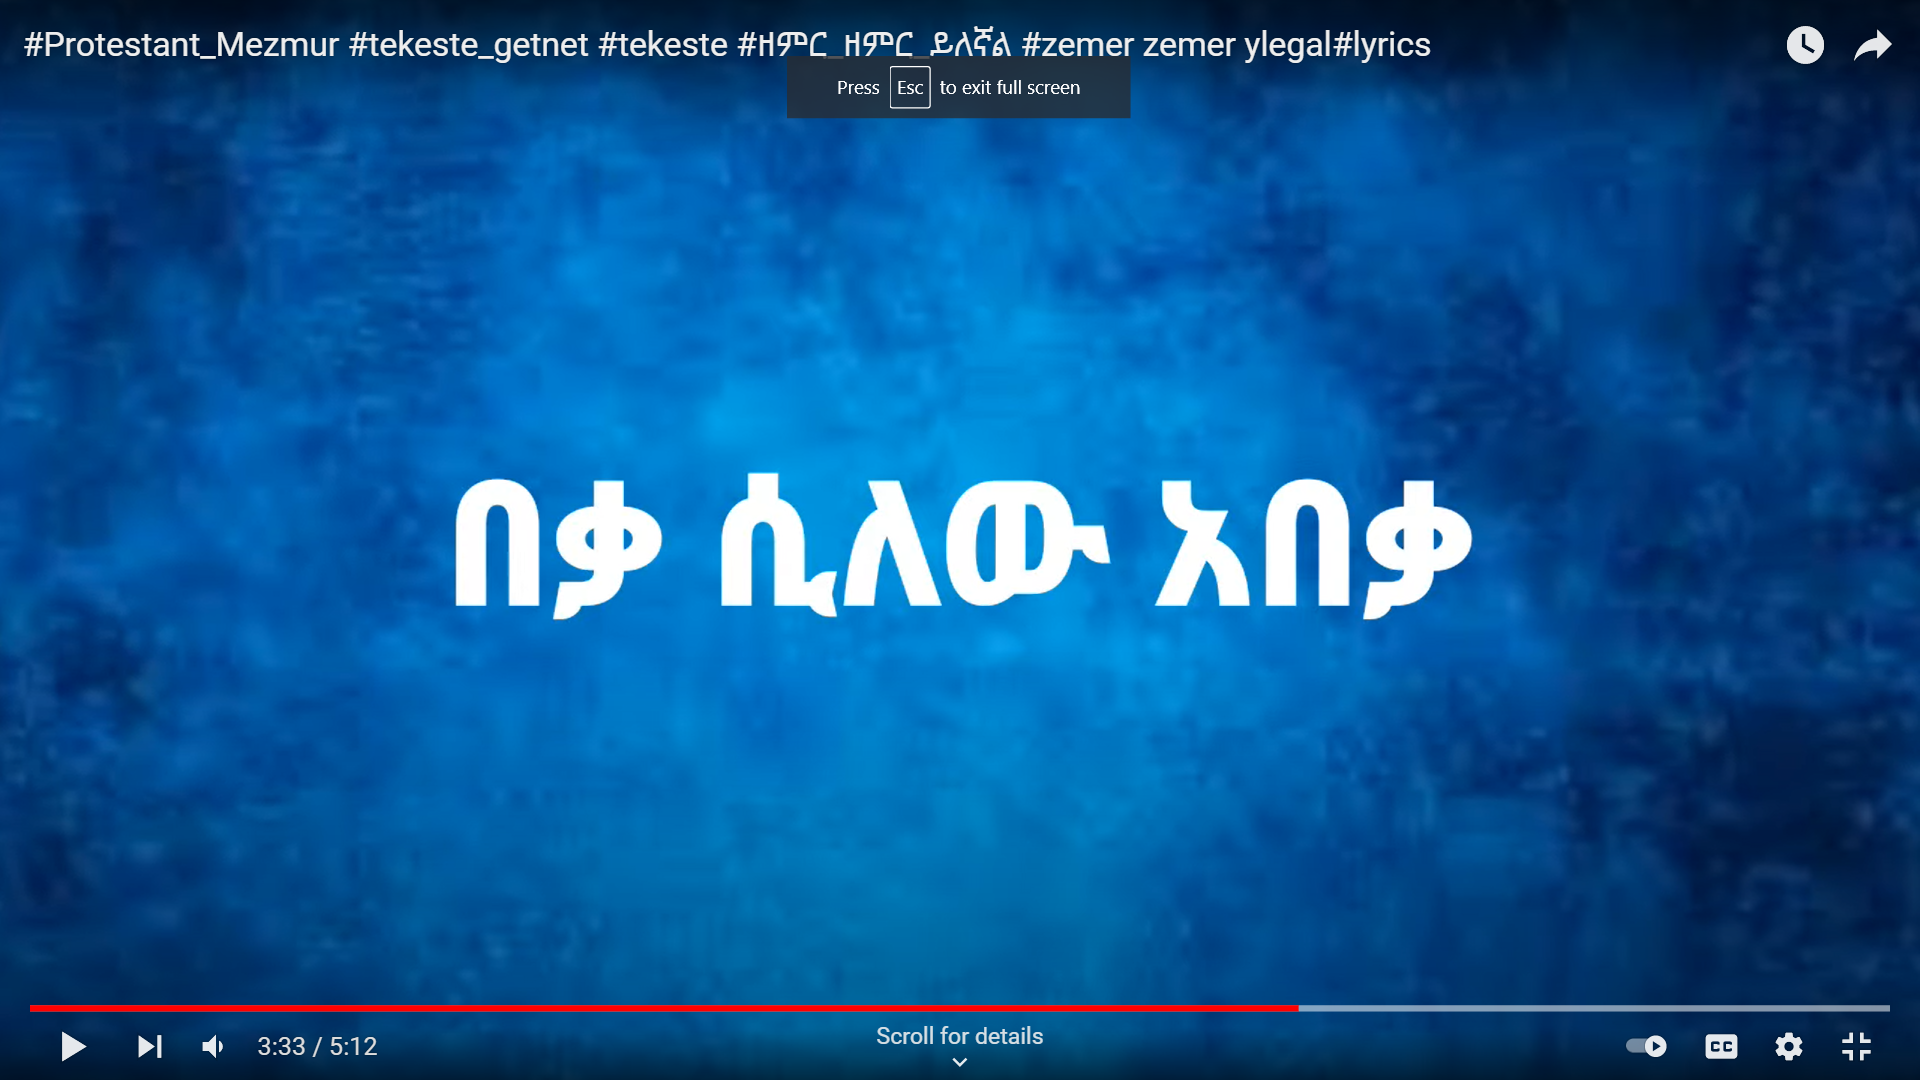 #Protestant_Mezmur #tekeste_getnet #tekeste #ዘምር_ዘምር_ይለኛል #zemer zemer ylegal#lyrics
Press Esc to exit full screen
በቃ ሲለው አበቃ
3:33 / 5:12
Scroll for details
CC